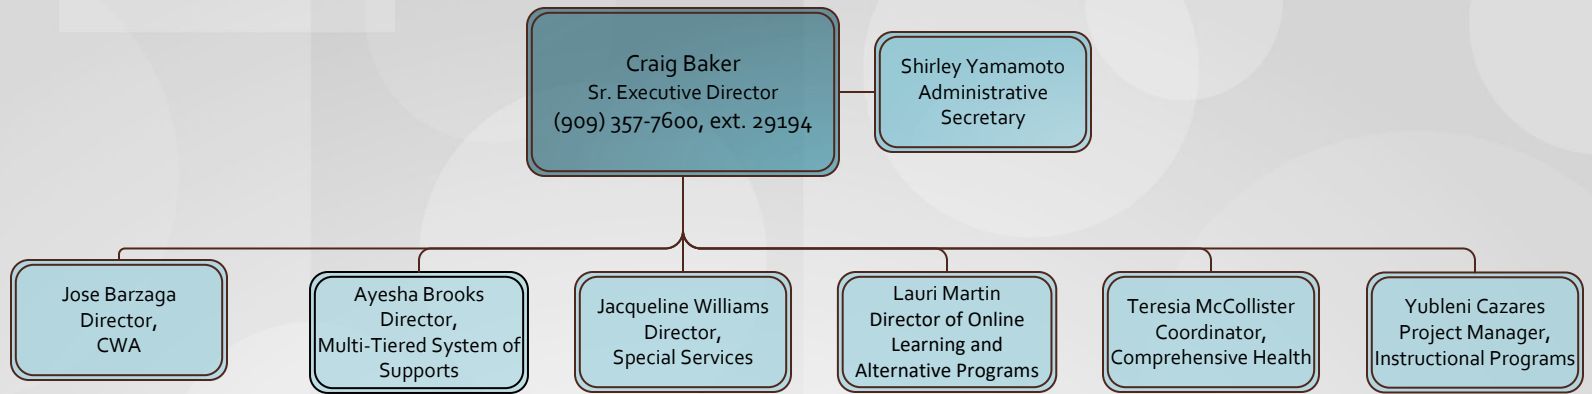 Craig Baker
Sr. Executive Director
(909) 357-7600, ext. 29194
Shirley Yamamoto
Administrative
Secretary
Jose Barzaga
Director,
CWA
Ayesha Brooks
Director,
Multi-Tiered System of
Supports
Jacqueline Williams
Director,
Special Services
Lauri Martin
Director of Online
Learning and
Alternative Programs
Teresia McCollister
Coordinator,
Comprehensive Health
Yubleni Cazares
Project Manager,
Instructional Programs